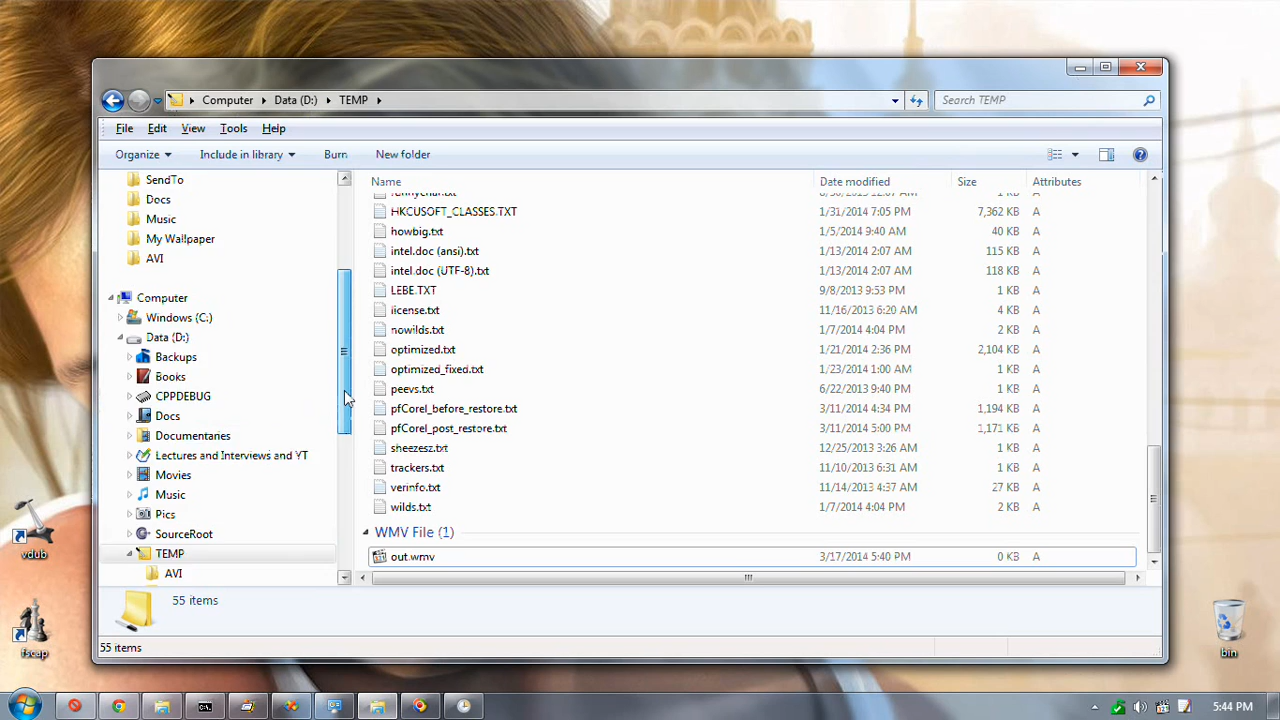 Computer Data (D:) TEMP
Search TEMP
File Edit View Tools Help
Organize Include in library Burn New folder
SendTo
Docs
Music
My Wallpaper
AVI
Computer
Windows (C:)
Data (D:)
Backups
Books
CPPDEBUG
Docs
Documentaries
Lectures and Interviews and YT
Movies
Music
Pics
SourceRoot
TEMP
AVI
Name Date modified Size Attributes
HKCUSOFT_CLASSES.TXT 1/31/2014 7:05 PM 7,362 KB A
howbig.txt 1/5/2014 9:40 AM 40 KB A
intel.doc (ansi).txt 1/13/2014 2:07 AM 115 KB A
intel.doc (UTF-8).txt 1/13/2014 2:07 AM 118 KB A
LEBE.TXT 9/8/2013 9:53 PM 1 KB A
license.txt 11/16/2013 6:20 AM 4 KB A
nowilds.txt 1/7/2014 4:04 PM 2 KB A
optimized.txt 1/21/2014 2:36 PM 2,104 KB A
optimized_fixed.txt 1/23/2014 1:00 AM 1 KB A
peevs.txt 6/22/2013 9:40 PM 1 KB A
pfCorel_before_restore.txt 3/11/2014 4:34 PM 1,194 KB A
pfCorel_post_restore.txt 3/11/2014 5:00 PM 1,171 KB A
sheezesz.txt 12/25/2013 3:26 AM 1 KB A
trackers.txt 11/10/2013 6:31 AM 1 KB A
verinfo.txt 11/14/2013 4:37 AM 27 KB A
wilds.txt 1/7/2014 4:04 PM 2 KB A
WMV File (1)
out.wmv 3/17/2014 5:40 PM 0 KB A
55 items
55 items
vdub
fscap
bin
5:44 PM